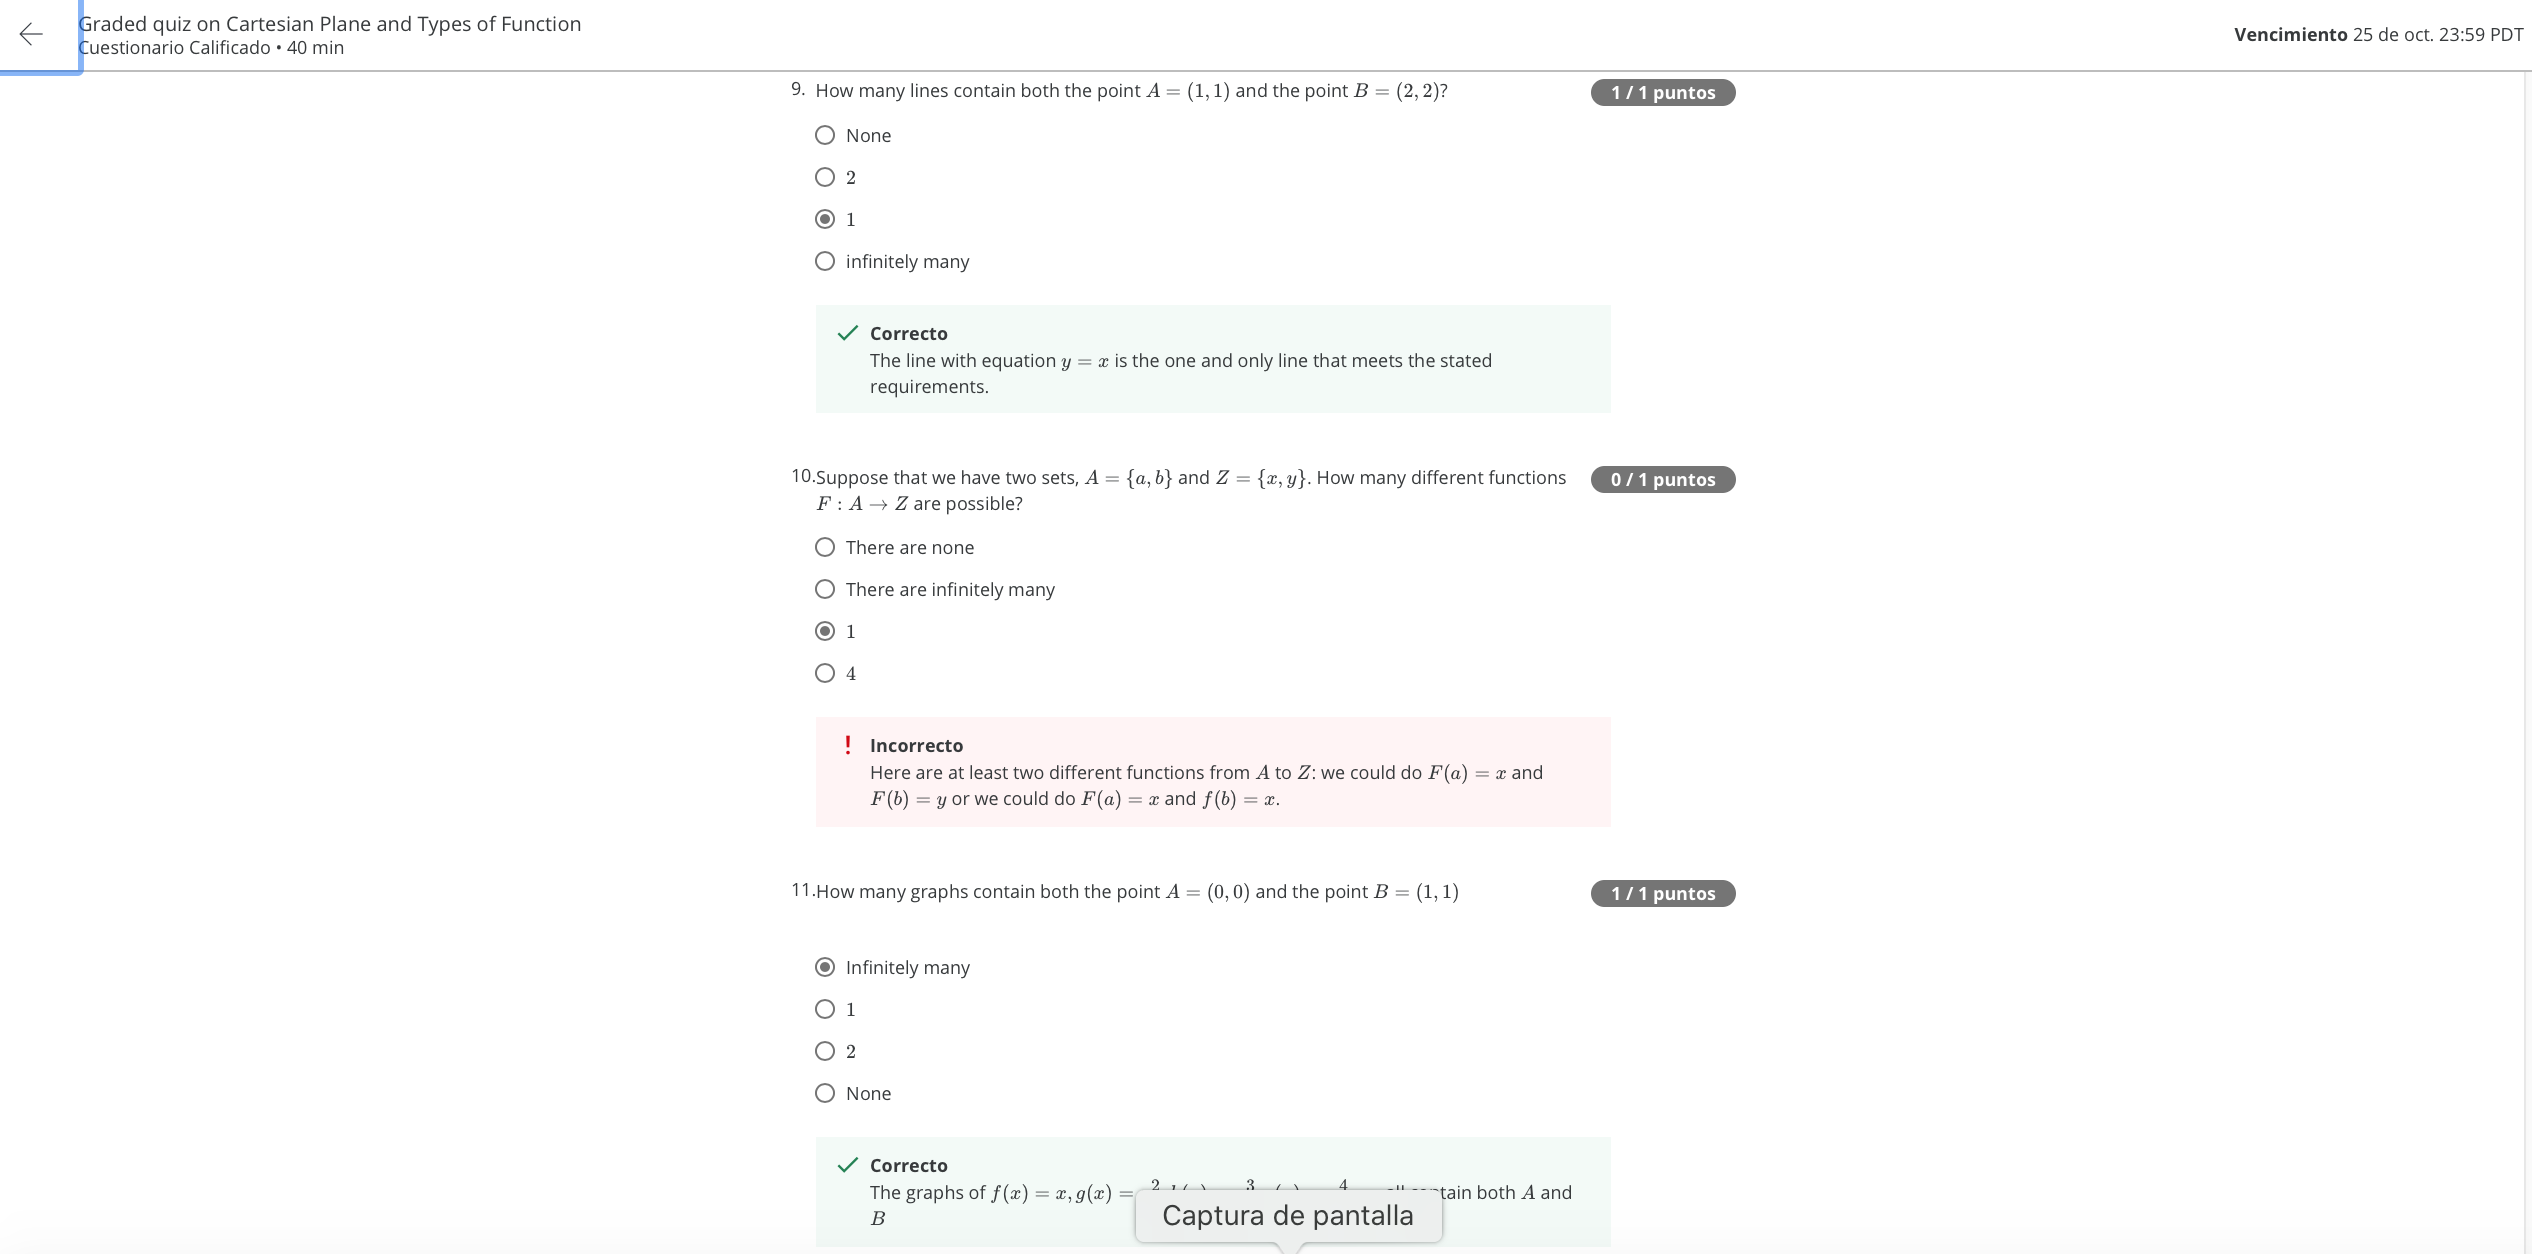 Graded quiz on Cartesian Plane and Types of Function
Cuestionario Calificado • 40 min
Vencimiento 25 de oct. 23:59 PDT
9. How many lines contain both the point A = (1, 1) and the point B = (2, 2)?
1 / 1 puntos
None
2
1
infinitely many
Correcto
The line with equation y = x is the one and only line that meets the stated
requirements.
10. Suppose that we have two sets, A = {a, b} and Z = {x, y}. How many different functions
F : A → Z are possible?
0 / 1 puntos
There are none
There are infinitely many
1
4
! Incorrecto
Here are at least two different functions from A to Z: we could do F(a) = x and
F(b) = y or we could do F(a) = x and f(b) = x.
11. How many graphs contain both the point A = (0, 0) and the point B = (1, 1)
1 / 1 puntos
Infinitely many
1
2
None
Correcto
The graphs of f(x) = x, g(x) = both A and
B
Captura de pantalla